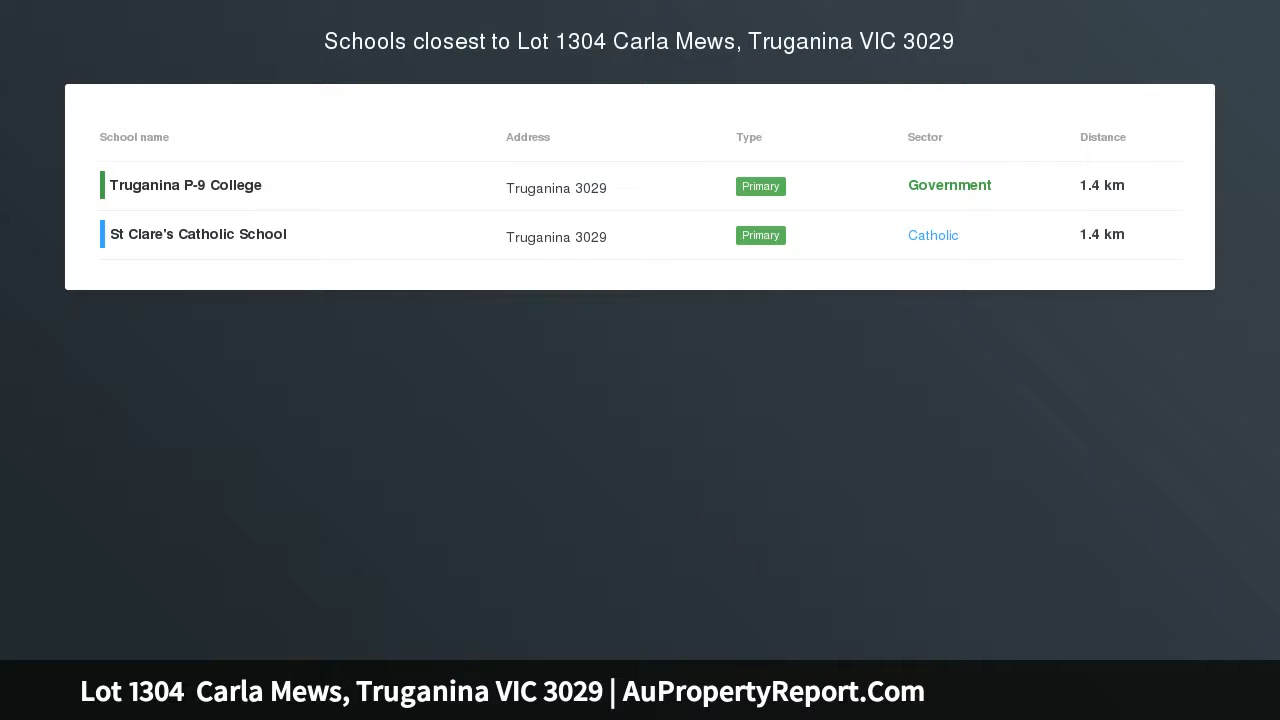 Schools closest to Lot 1304 Carla Mews, Truganina VIC 3029
School name Address Type Sector Distance
Truganina P-9 College Truganina 3029 Primary Government 1.4 km
St Clare's Catholic School Truganina 3029 Primary Catholic 1.4 km
Lot 1304 Carla Mews, Truganina VIC 3029 | AuPropertyReport.Com